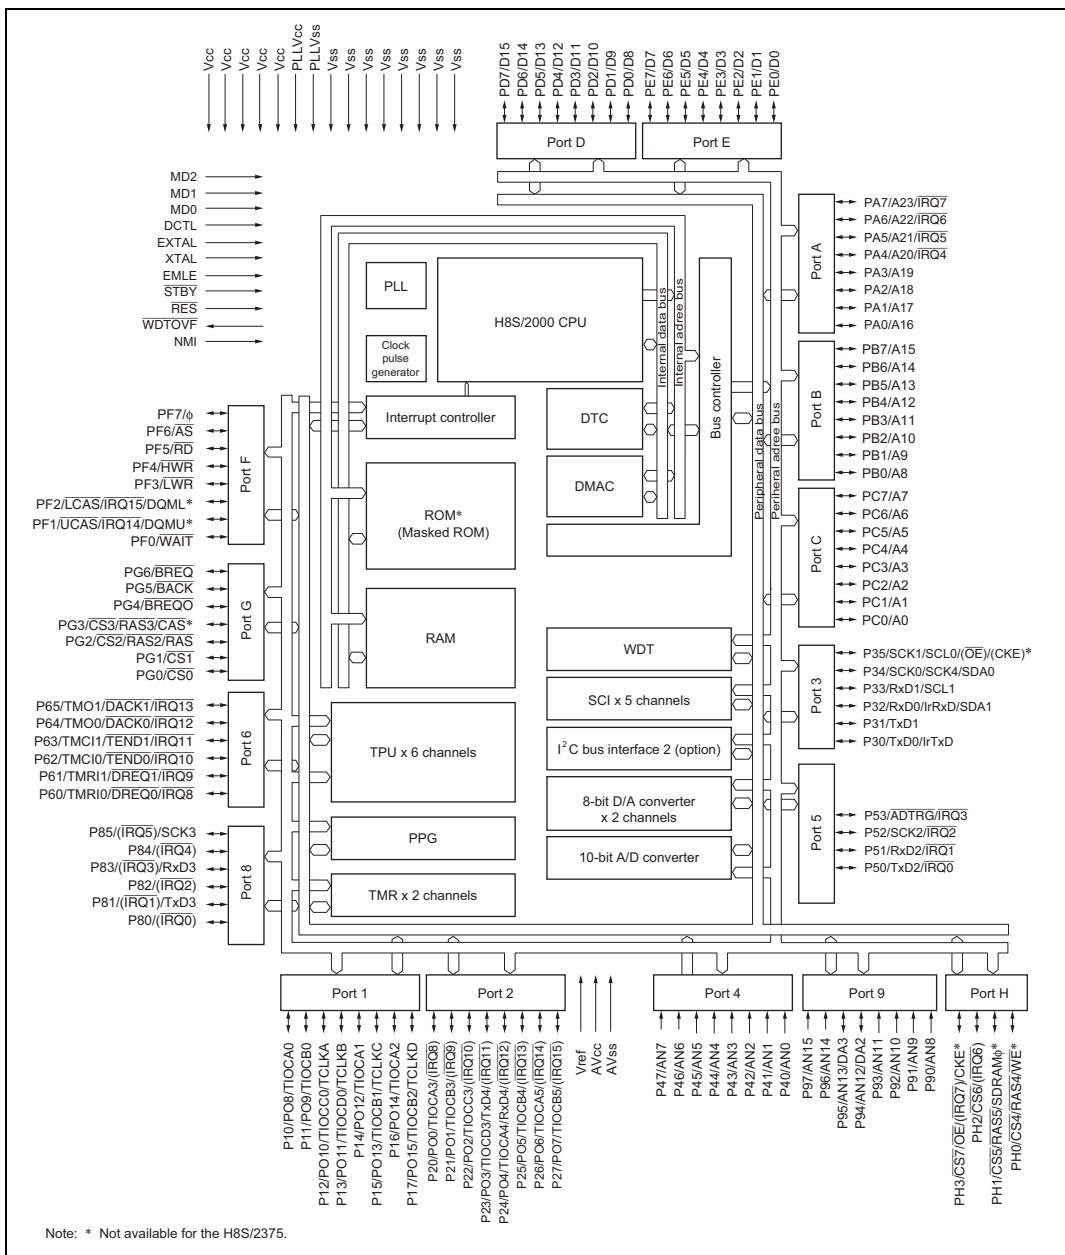 Vcc
Vcc
Vcc
Vcc
Vcc
PLLVcc
PLLVss
Vss
Vss
Vss
Vss
Vss
Vss
Vss
Vss
PD7/D15
PD6/D14
PD5/D13
PD4/D12
PD3/D11
PD2/D10
PD1/D9
PD0/D8
PE7/D7
PE6/D6
PE5/D5
PE4/D4
PE3/D3
PE2/D2
PE1/D1
PE0/D0
Port D
Port E
MD2
MD1
MD0
DCTL
EXTAL
XTAL
EMLE
STBY
RES
WDTOVF
NMI
PLL
Clock
pulse
generator
H8S/2000 CPU
Interrupt controller
DTC
DMAC
ROM*
(Masked ROM)
RAM
TPU x 6 channels
PPG
TMR x 2 channels
WDT
SCI x 5 channels
I2C bus interface 2 (option)
8-bit D/A converter
x 2 channels
10-bit A/D converter
Internal data bus
Internal adree bus
Bus controller
Peripheral data bus
Periheral adree bus
Port A
PA7/A23/IRQ7
PA6/A22/IRQ6
PA5/A21/IRQ5
PA4/A20/IRQ4
PA3/A19
PA2/A18
PA1/A17
PA0/A16
Port B
PB7/A15
PB6/A14
PB5/A13
PB4/A12
PB3/A11
PB2/A10
PB1/A9
PB0/A8
Port C
PC7/A7
PC6/A6
PC5/A5
PC4/A4
PC3/A3
PC2/A2
PC1/A1
PC0/A0
Port 3
P35/SCK1/SCL0/(OE)/(CKE)*
P34/SCK0/SCK4/SDA0
P33/RxD1/SCL1
P32/RxD0/IrRxD/SDA1
P31/TxD1
P30/TxD0/IrTxD
Port 5
P53/ADTRG/IRQ3
P52/SCK2/IRQ2
P51/RxD2/IRQ1
P50/TxD2/IRQ0
PF7/ϕ
PF6/AS
PF5/RD
PF4/HWR
PF3/LWR
PF2/LCAS/IRQ15/DQML*
PF1/UCAS/IRQ14/DQMU*
PF0/WAIT
Port F
PG6/BREQ
PG5/BACK
PG4/BREQO
PG3/CS3/RAS3/CAS*
PG2/CS2/RAS2/RAS
PG1/CS1
PG0/CS0
Port G
P65/TMO1/DACK1/IRQ13
P64/TMO0/DACK0/IRQ12
P63/TMCI1/TEND1/IRQ11
P62/TMCI0/TEND0/IRQ10
P61/TMRI1/DREQ1/IRQ9
P60/TMRI0/DREQ0/IRQ8
Port 6
P85/(IRQ5)/SCK3
P84/(IRQ4)
P83/(IRQ3)/RxD3
P82/(IRQ2)
P81/(IRQ1)/TxD3
P80/(IRQ0)
Port 8
Port 1
Port 2
Port 4
Port 9
Port H
P10/PO8/TIOCA0
P11/PO9/TIOCB0
P12/PO10/TIOCC0/TCLKA
P13/PO11/TIOCD0/TCLKB
P14/PO12/TIOCA1
P15/PO13/TIOCB1/TCLKC
P16/PO14/TIOCA2
P17/PO15/TIOCB2/TCLKD
P20/PO0/TIOCA3/(IRQ8)
P21/PO1/TIOCB3/(IRQ9)
P22/PO2/TIOCC3/(IRQ10)
P23/PO3/TIOCD3/TxD4/(IRQ11)
P24/PO4/TIOCA4/RxD4/(IRQ12)
P25/PO5/TIOCB4/(IRQ13)
P26/PO6/TIOCA5/(IRQ14)
P27/PO7/TIOCB5/(IRQ15)
Vref
AVcc
AVss
P47/AN7
P46/AN6
P45/AN5
P44/AN4
P43/AN3
P42/AN2
P41/AN1
P40/AN0
P97/AN15
P96/AN14
P95/AN13/DA3
P94/AN12/DA2
P93/AN11
P92/AN10
P91/AN9
P90/AN8
PH3/CS7/OE/(IRQ7)/CKE*
PH2/CS6/(IRQ6)
PH1/CS5/RAS5/SDRAMϕ*
PH0/CS4/RAS4/WE*
Note: * Not available for the H8S/2375.